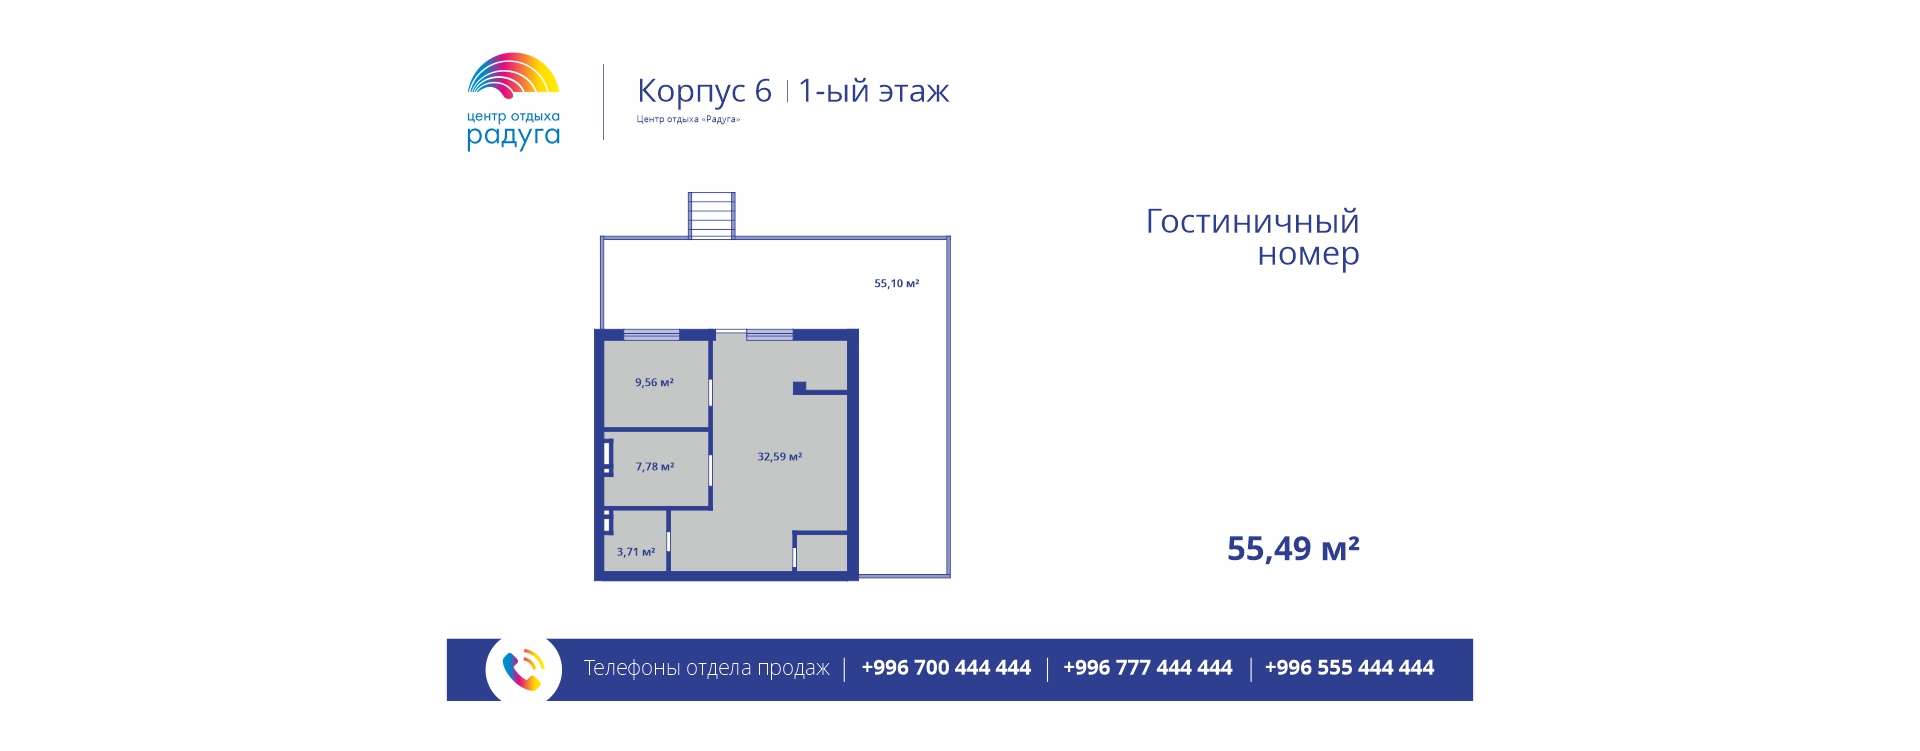 центр отдыха
радуга
Корпус 6 | 1-ый этаж
Центр отдыха «Радуга»
Гостиничный
номер
55,10 м²
9,56 м²
32,59 м²
7,78 м²
3,71 м²
55,49 м²
Телефоны отдела продаж | +996 700 444 444 | +996 777 444 444 | +996 555 444 444